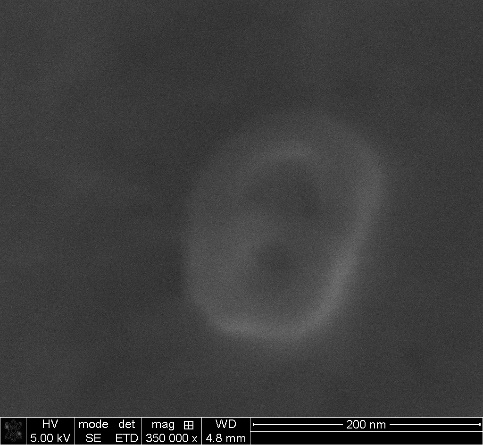 HV mode det mag ⊞ WD
5.00 kV SE ETD 350 000 x 4.8 mm 200 nm